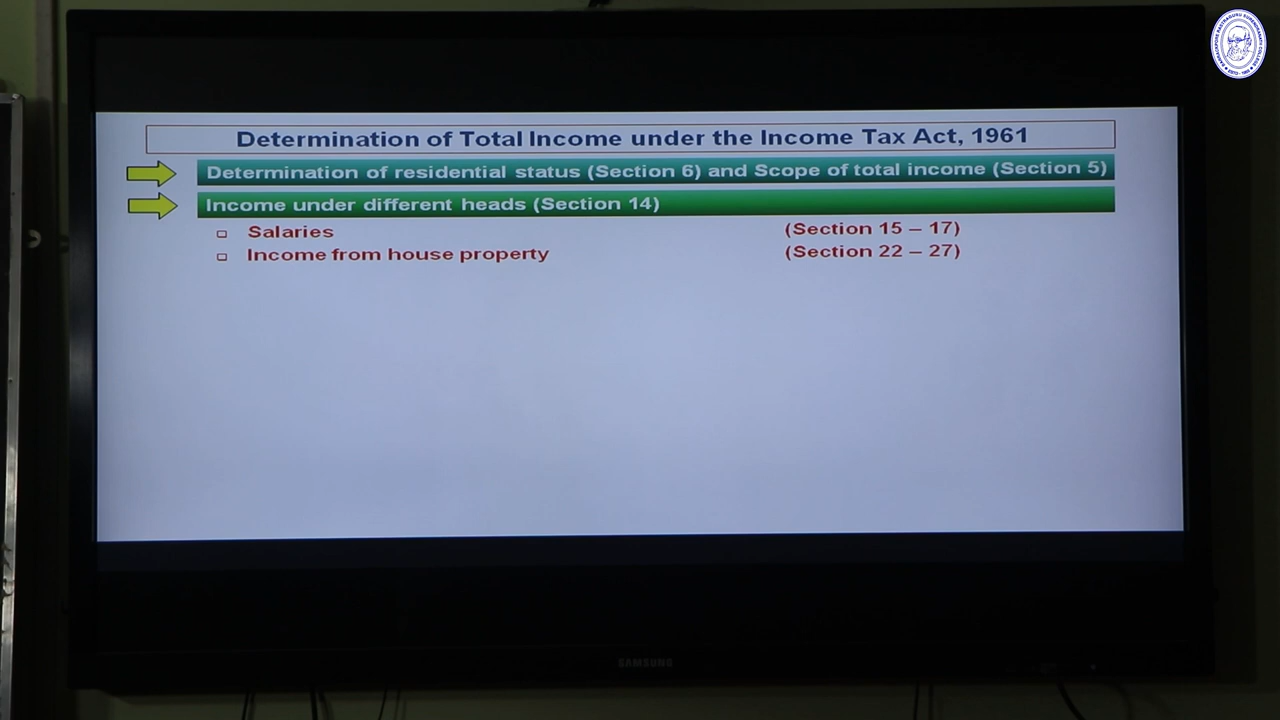 Determination of Total Income under the Income Tax Act, 1961
Determination of residential status (Section 6) and Scope of total income (Section 5)
Income under different heads (Section 14)
Salaries (Section 15 – 17)
Income from house property (Section 22 – 27)
SAMSUNG